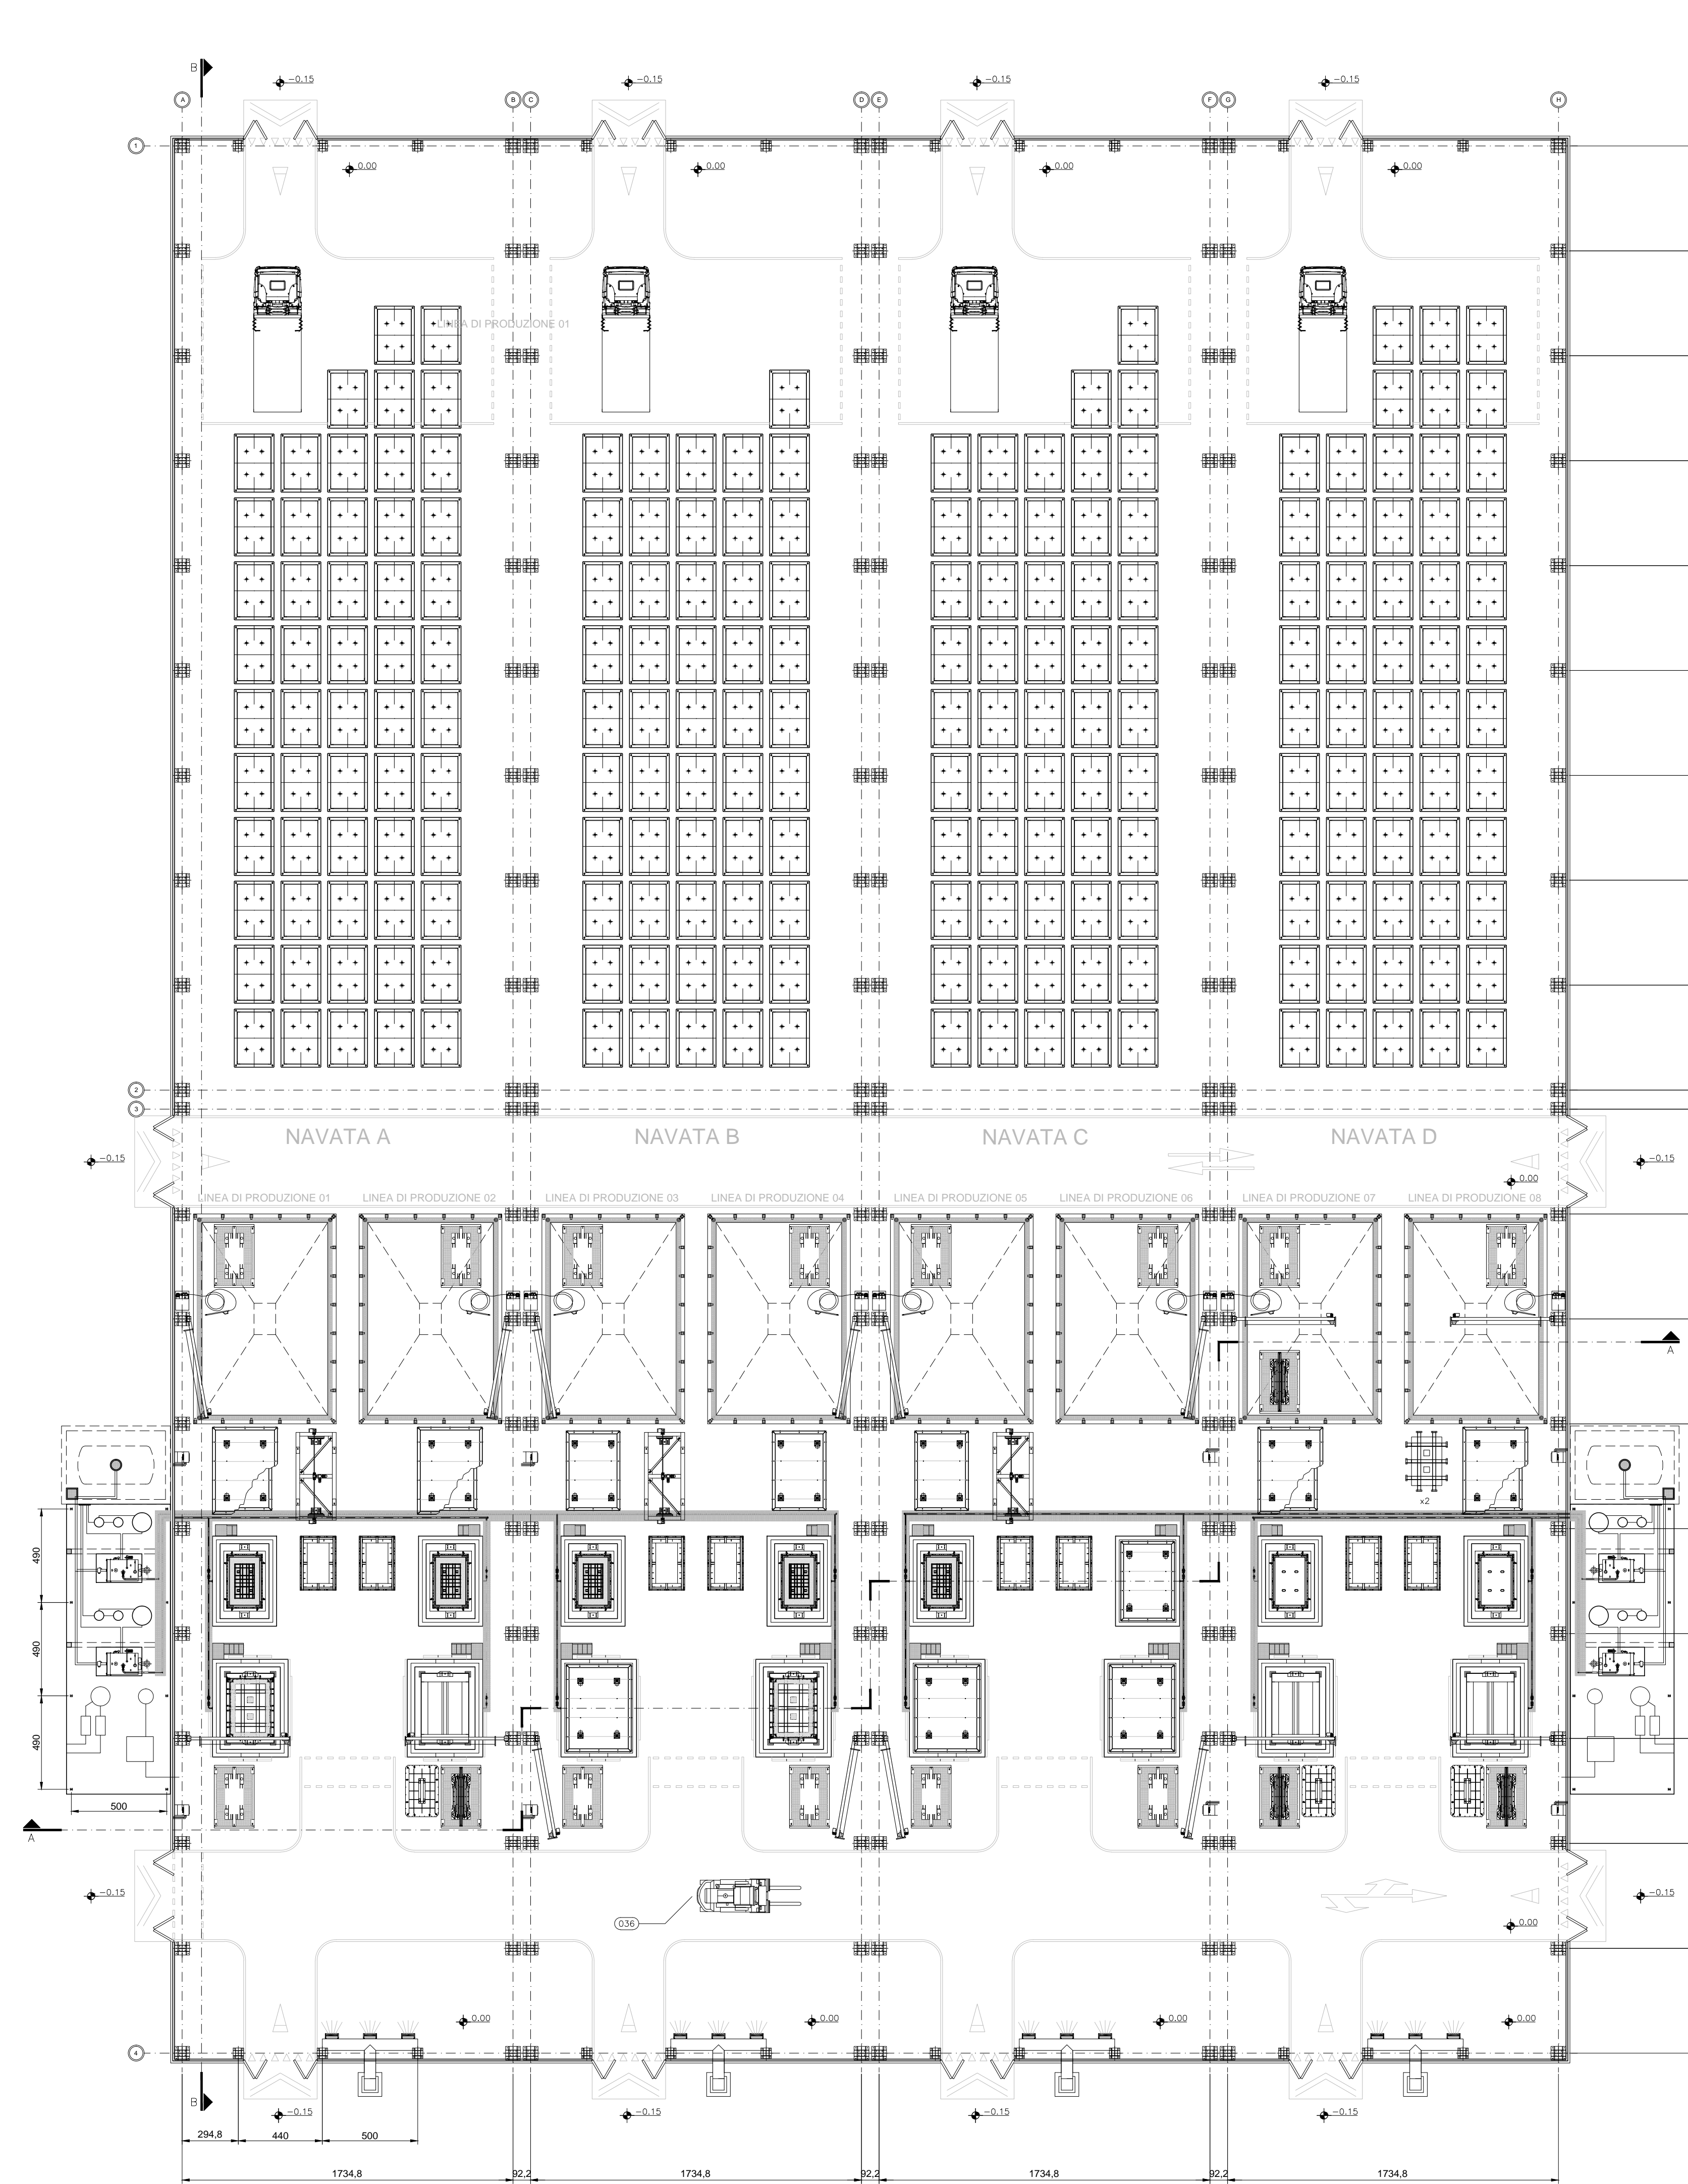 B
-0.15 -0.15 -0.15 -0.15
A B C D E F G H
1
0.00 0.00 0.00 0.00
LINEA DI PRODUZIONE 01
2
3
NAVATA A NAVATA B NAVATA C NAVATA D
-0.15 -0.15
0.00
LINEA DI PRODUZIONE 01 LINEA DI PRODUZIONE 02 LINEA DI PRODUZIONE 03 LINEA DI PRODUZIONE 04 LINEA DI PRODUZIONE 05 LINEA DI PRODUZIONE 06 LINEA DI PRODUZIONE 07 LINEA DI PRODUZIONE 08
A
x2
490
490
490
500
A
-0.15 -0.15
036
0.00
0.00 0.00 0.00 0.00
4
B
-0.15 -0.15 -0.15 -0.15
294,8 440 500
1734,8 92,2 1734,8 92,2 1734,8 92,2 1734,8